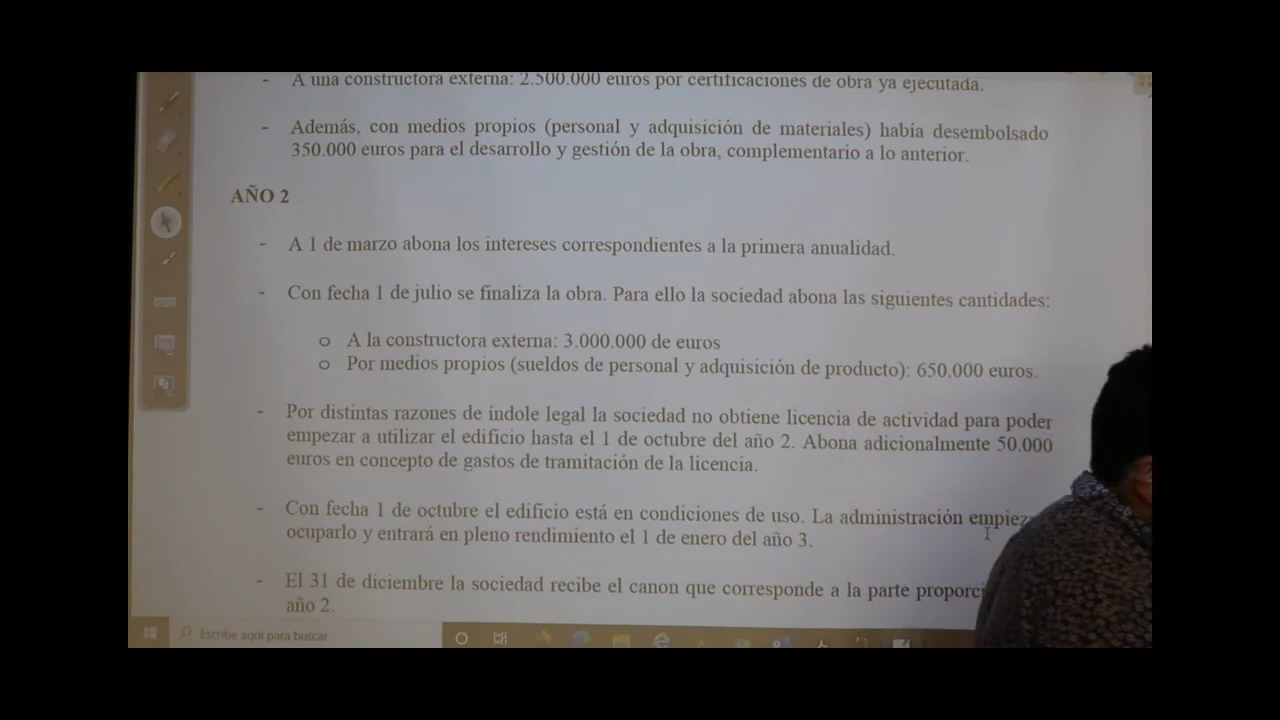 - A una constructora externa: 2.500.000 euros por certificaciones de obra ya ejecutada.
- Además, con medios propios (personal y adquisición de materiales) había desembolsado
350.000 euros para el desarrollo y gestión de la obra, complementario a lo anterior.
AÑO 2
- A 1 de marzo abona los intereses correspondientes a la primera anualidad.
- Con fecha 1 de julio se finaliza la obra. Para ello la sociedad abona las siguientes cantidades:
o A la constructora externa: 3.000.000 de euros
o Por medios propios (sueldos de personal y adquisición de producto): 650.000 euros.
- Por distintas razones de índole legal la sociedad no obtiene licencia de actividad para poder
empezar a utilizar el edificio hasta el 1 de octubre del año 2. Abona adicionalmente 50.000
euros en concepto de gastos de tramitación de la licencia.
- Con fecha 1 de octubre el edificio está en condiciones de uso. La administración
ocuparlo y entrará en pleno rendimiento el 1 de enero del año 3.
- El 31 de diciembre la sociedad recibe el canon que corresponde a la parte
año 2.
Escribe aquí para buscar